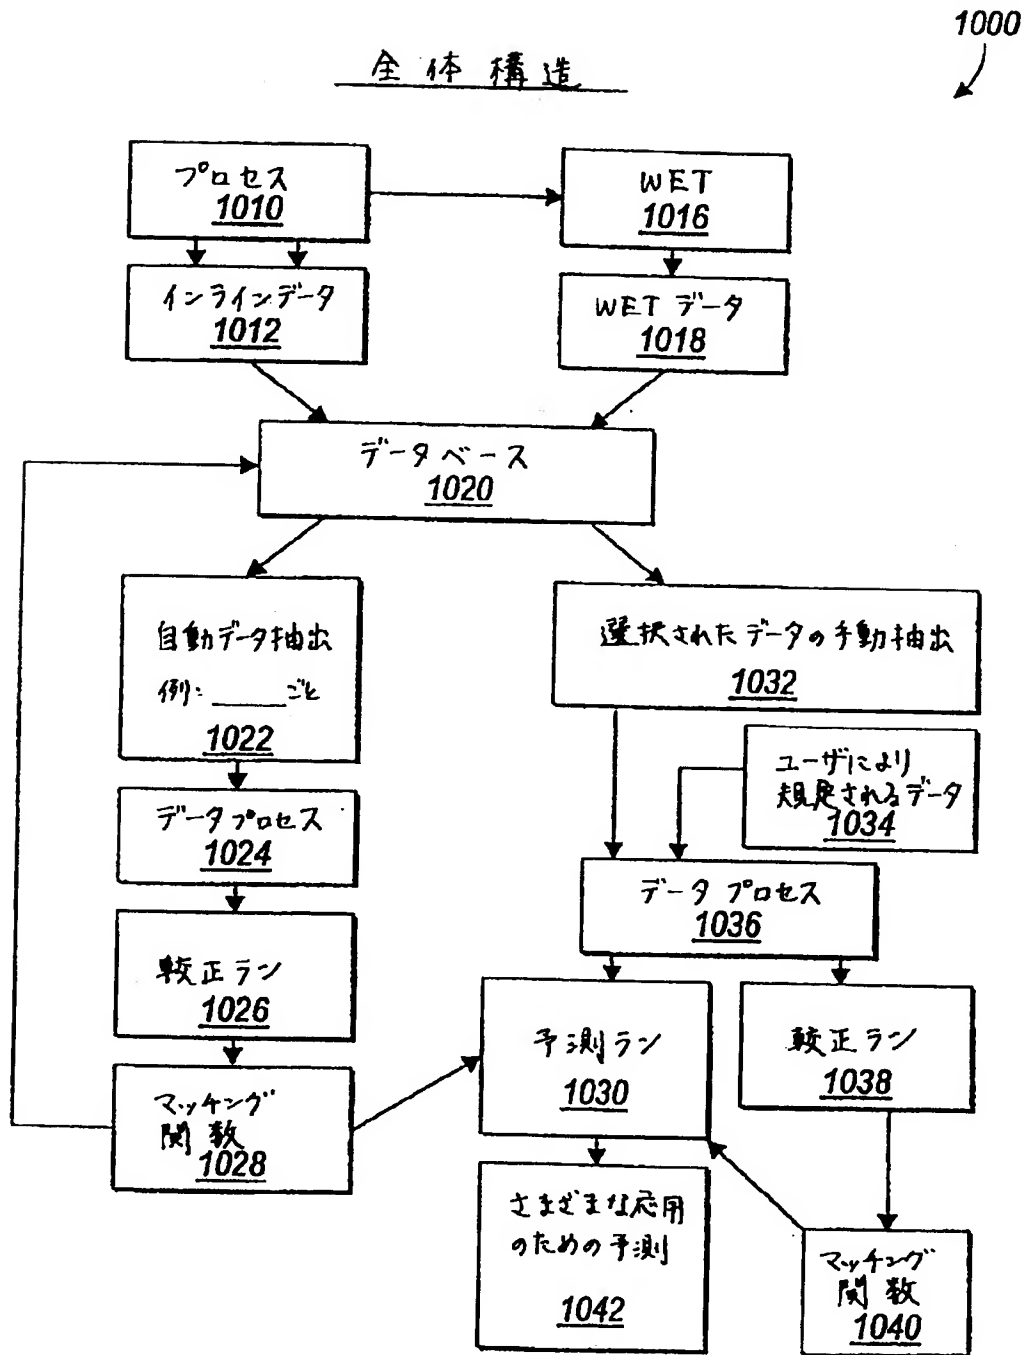 1000
全体構造
プロセス
1010
WET
1016
インラインデータ
1012
WET データ
1018
データベース
1020
自動データ抽出
例: ______ごと
1022
選択されたデータの手動抽出
1032
ユーザにより
規定されるデータ
1034
データプロセス
1024
データ プロセス
1036
較正ラン
1026
予測ラン
1030
較正ラン
1038
マッチング
関数
1028
さまざまな応用
のための予測
1042
マッチング
関数
1040